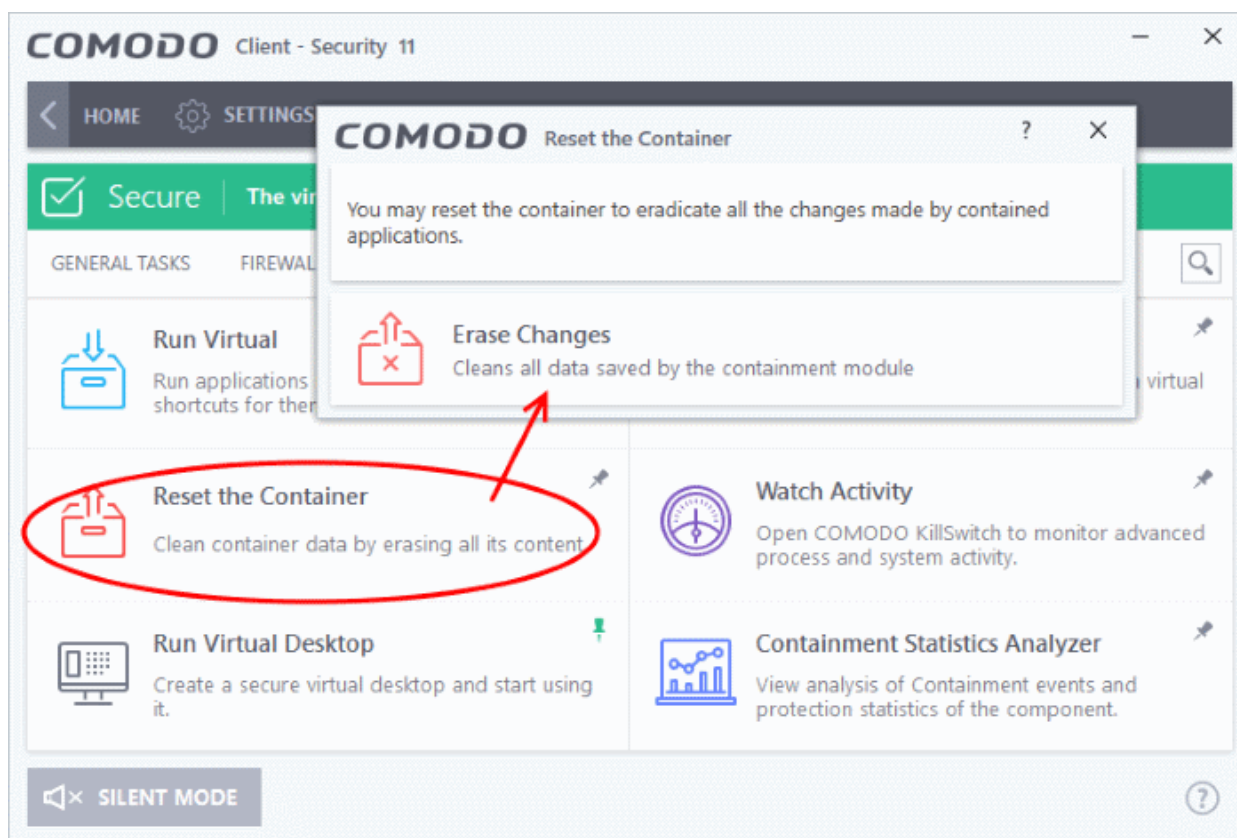 COMODO Client - Security 11
HOME SETTINGS
COMODO Reset the Container ?
Secure The
You may reset the container to eradicate all the changes made by contained
applications.
GENERAL TASKS
Erase Changes
Cleans all data saved by the containment module
Run Virtual
Run applications
shortcuts for
virtual
Reset the Container
Clean container data by erasing all its content
Watch Activity
Open COMODO KillSwitch to monitor advanced
process and system activity.
Run Virtual Desktop
Create a secure virtual desktop and start using
it.
Containment Statistics Analyzer
View analysis of Containment events and
protection statistics of the component.
SILENT MODE ?